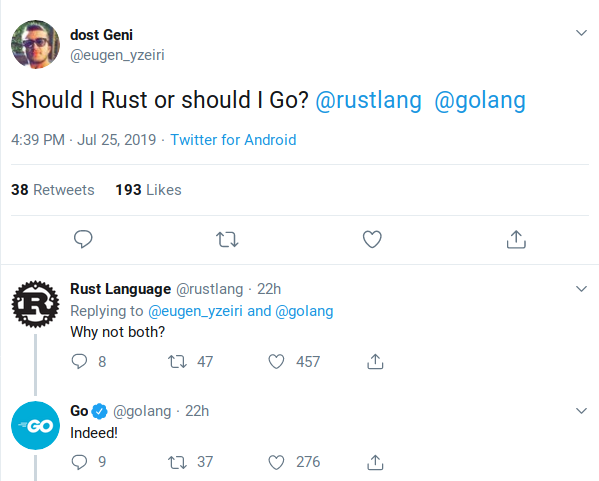 dost Geni
@eugen_yzeiri
Should I Rust or should I Go? @rustlang @golang
4:39 PM · Jul 25, 2019 · Twitter for Android
38 Retweets 193 Likes
Rust Language @rustlang · 22h
Replying to @eugen_yzeiri and @golang
Why not both?
8 47 457
Go @golang · 22h
Indeed!
9 37 276
R
GO